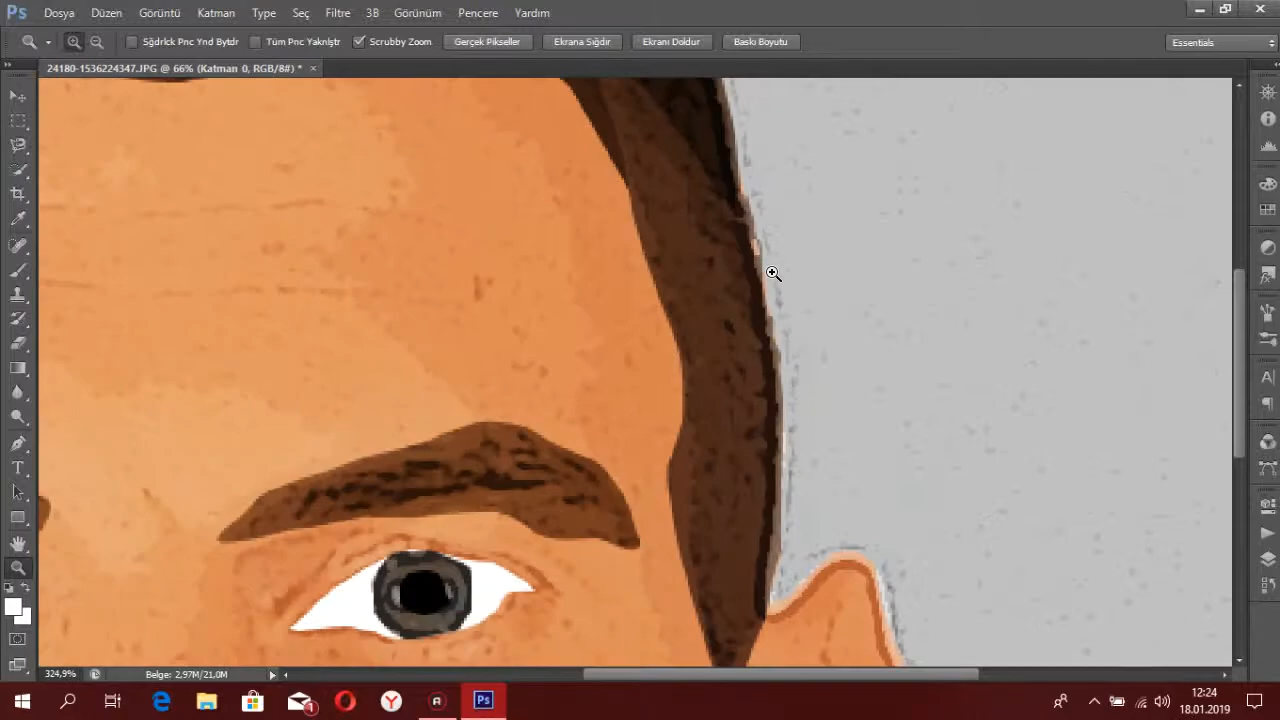 Ps Dosya Düzen Görüntü Katman Type Seç Filtre 3B Görünüm Pencere Yardım
Sğdrlck Pnc Ynd Bytdr Tüm Pnc Yaknlştr Scrubby Zoom Gerçek Pikseller Ekrana Sığdır Ekranı Doldur Baskı Boyutu Essentials
24180-1536224347.JPG @ 66% (Katman 0, RGB/8#) *
324,9% Belge: 2,97M/21,0M
12:24
18.01.2019